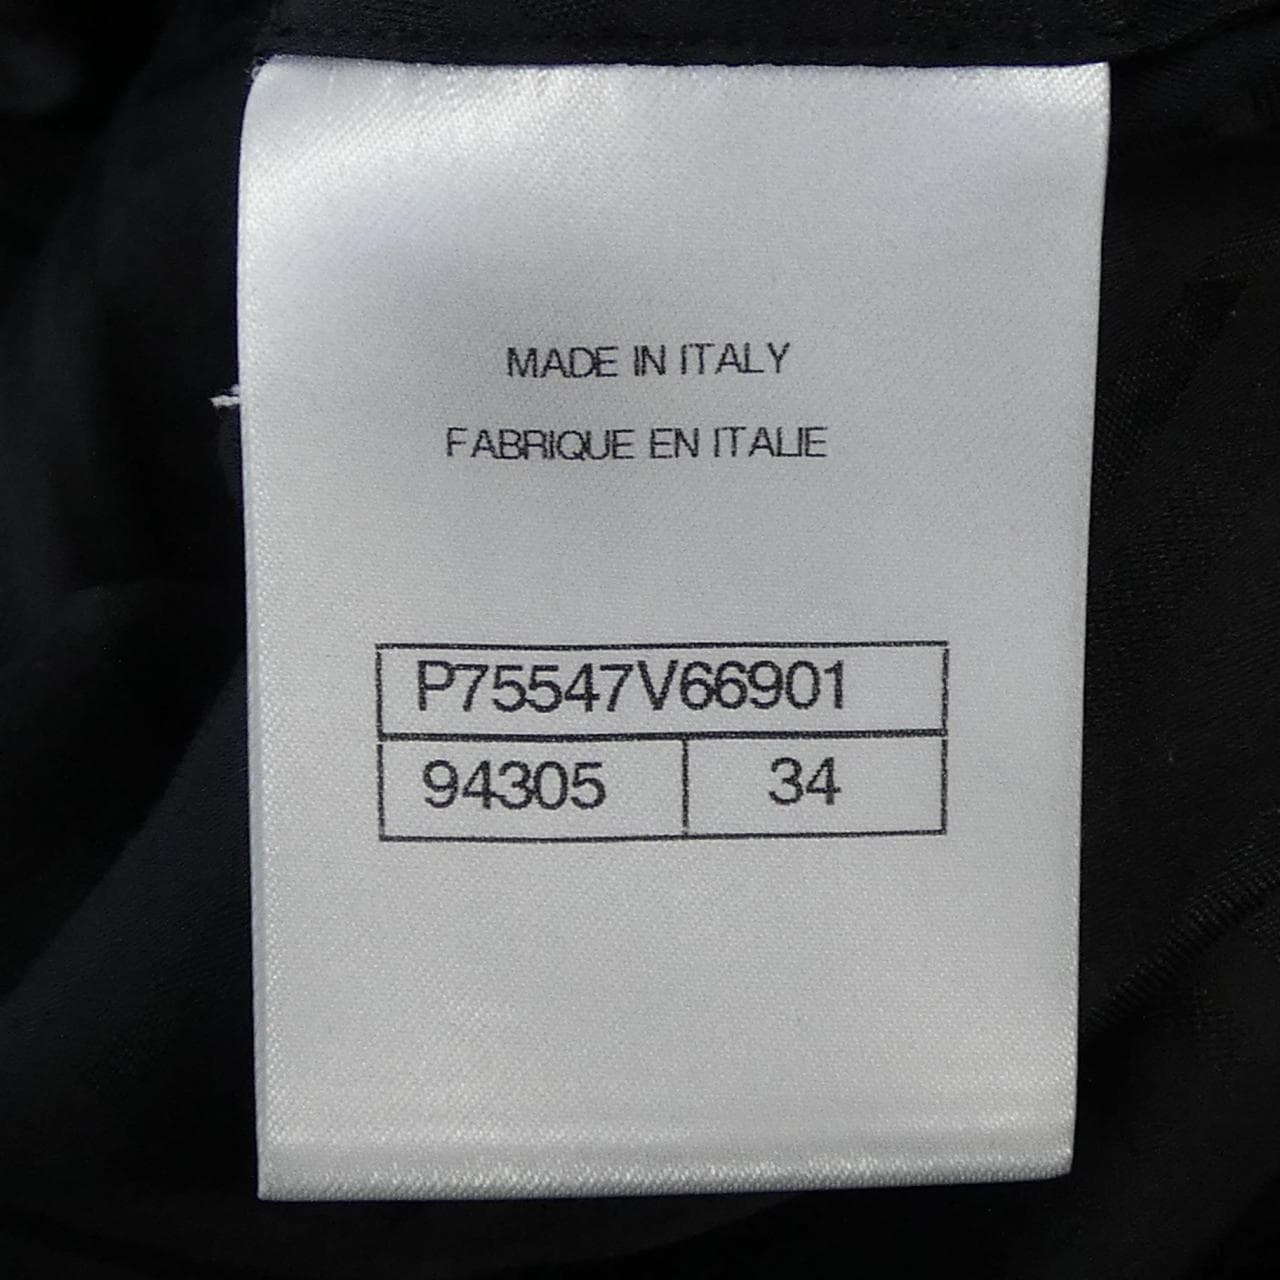 MADE IN ITALY
FABRIQUE EN ITALIE
P75547V66901
94305 34